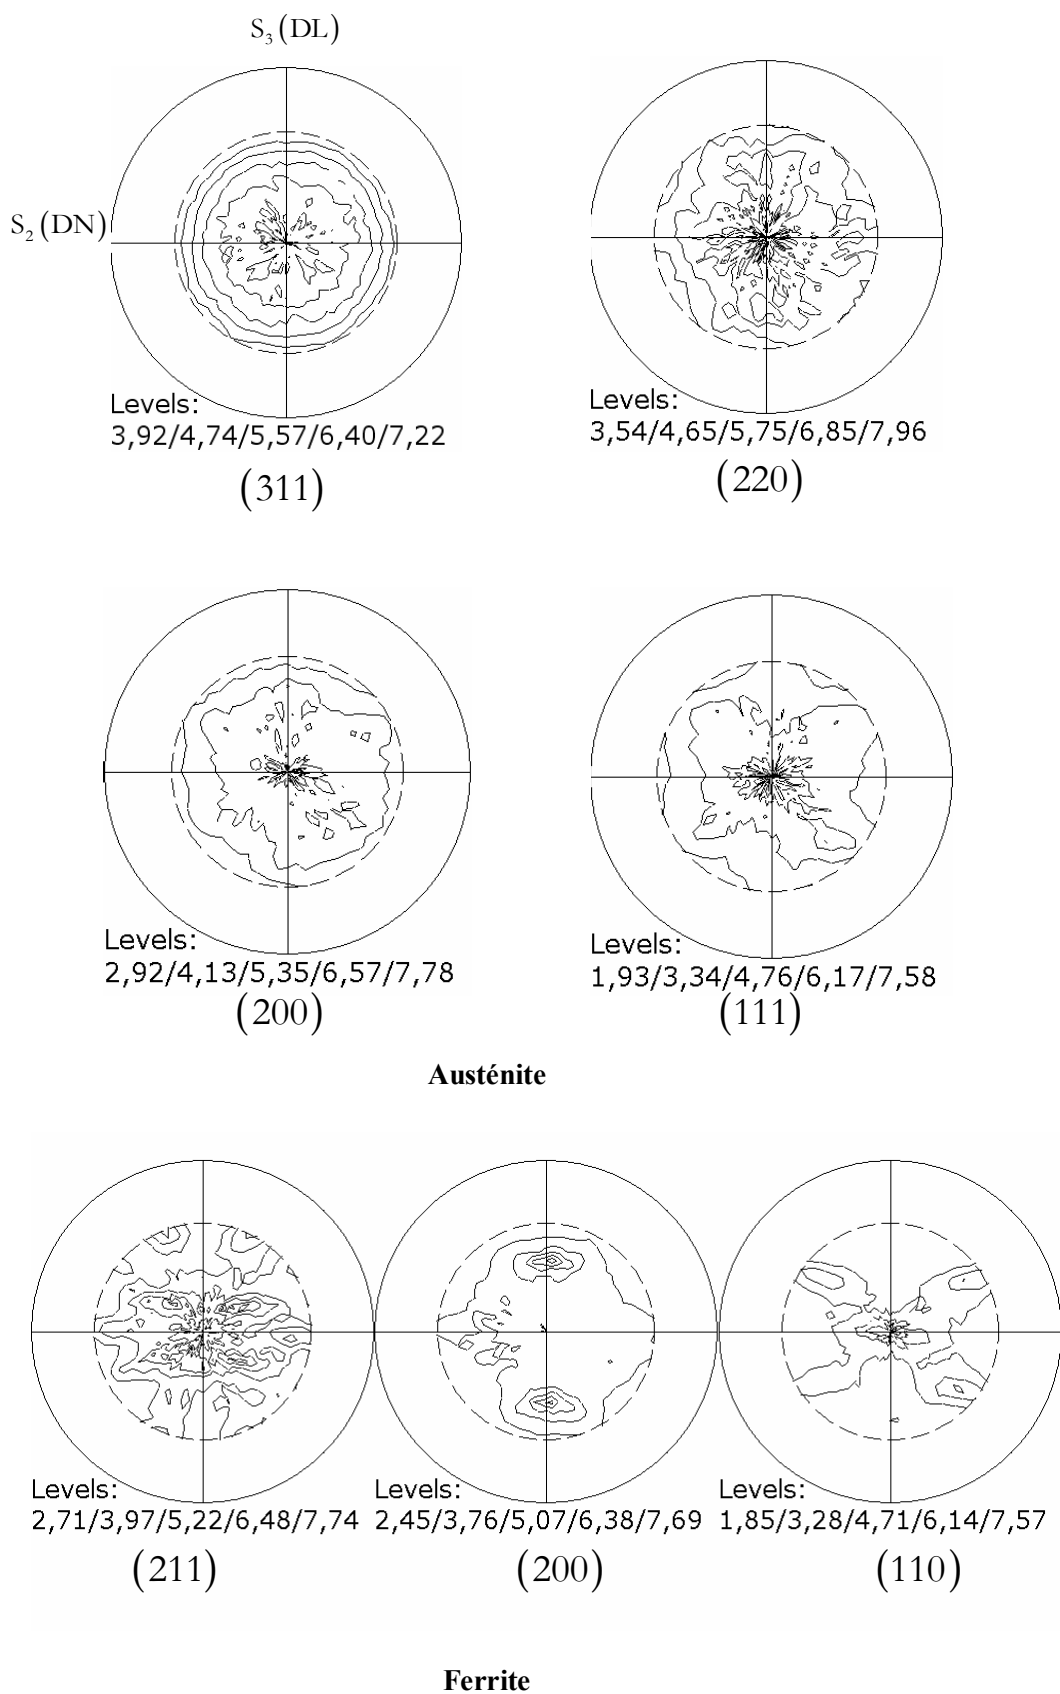 S₃(DL)
S₂(DN)
Levels:
3,92/4,74/5,57/6,40/7,22
(311)
Levels:
3,54/4,65/5,75/6,85/7,96
(220)
Levels:
2,92/4,13/5,35/6,57/7,78
(200)
Levels:
1,93/3,34/4,76/6,17/7,58
(111)
Austénite
Levels:
2,71/3,97/5,22/6,48/7,74
(211)
Levels:
2,45/3,76/5,07/6,38/7,69
(200)
Levels:
1,85/3,28/4,71/6,14/7,57
(110)
Ferrite